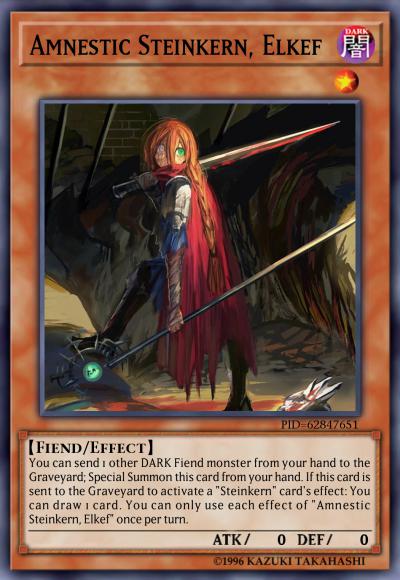 AMNESTIC STEINKERN, ELKEF
DARK
闇
PID=62847651
【FIEND/EFFECT】
You can send 1 other DARK Fiend monster from your hand to the
Graveyard; Special Summon this card from your hand. If this card is
sent to the Graveyard to activate a "Steinkern" card's effect: You
can draw 1 card. You can only use each effect of "Amnestic
Steinkern, Elkef" once per turn.
ATK/ 0 DEF/ 0
©1996 KAZUKI TAKAHASHI